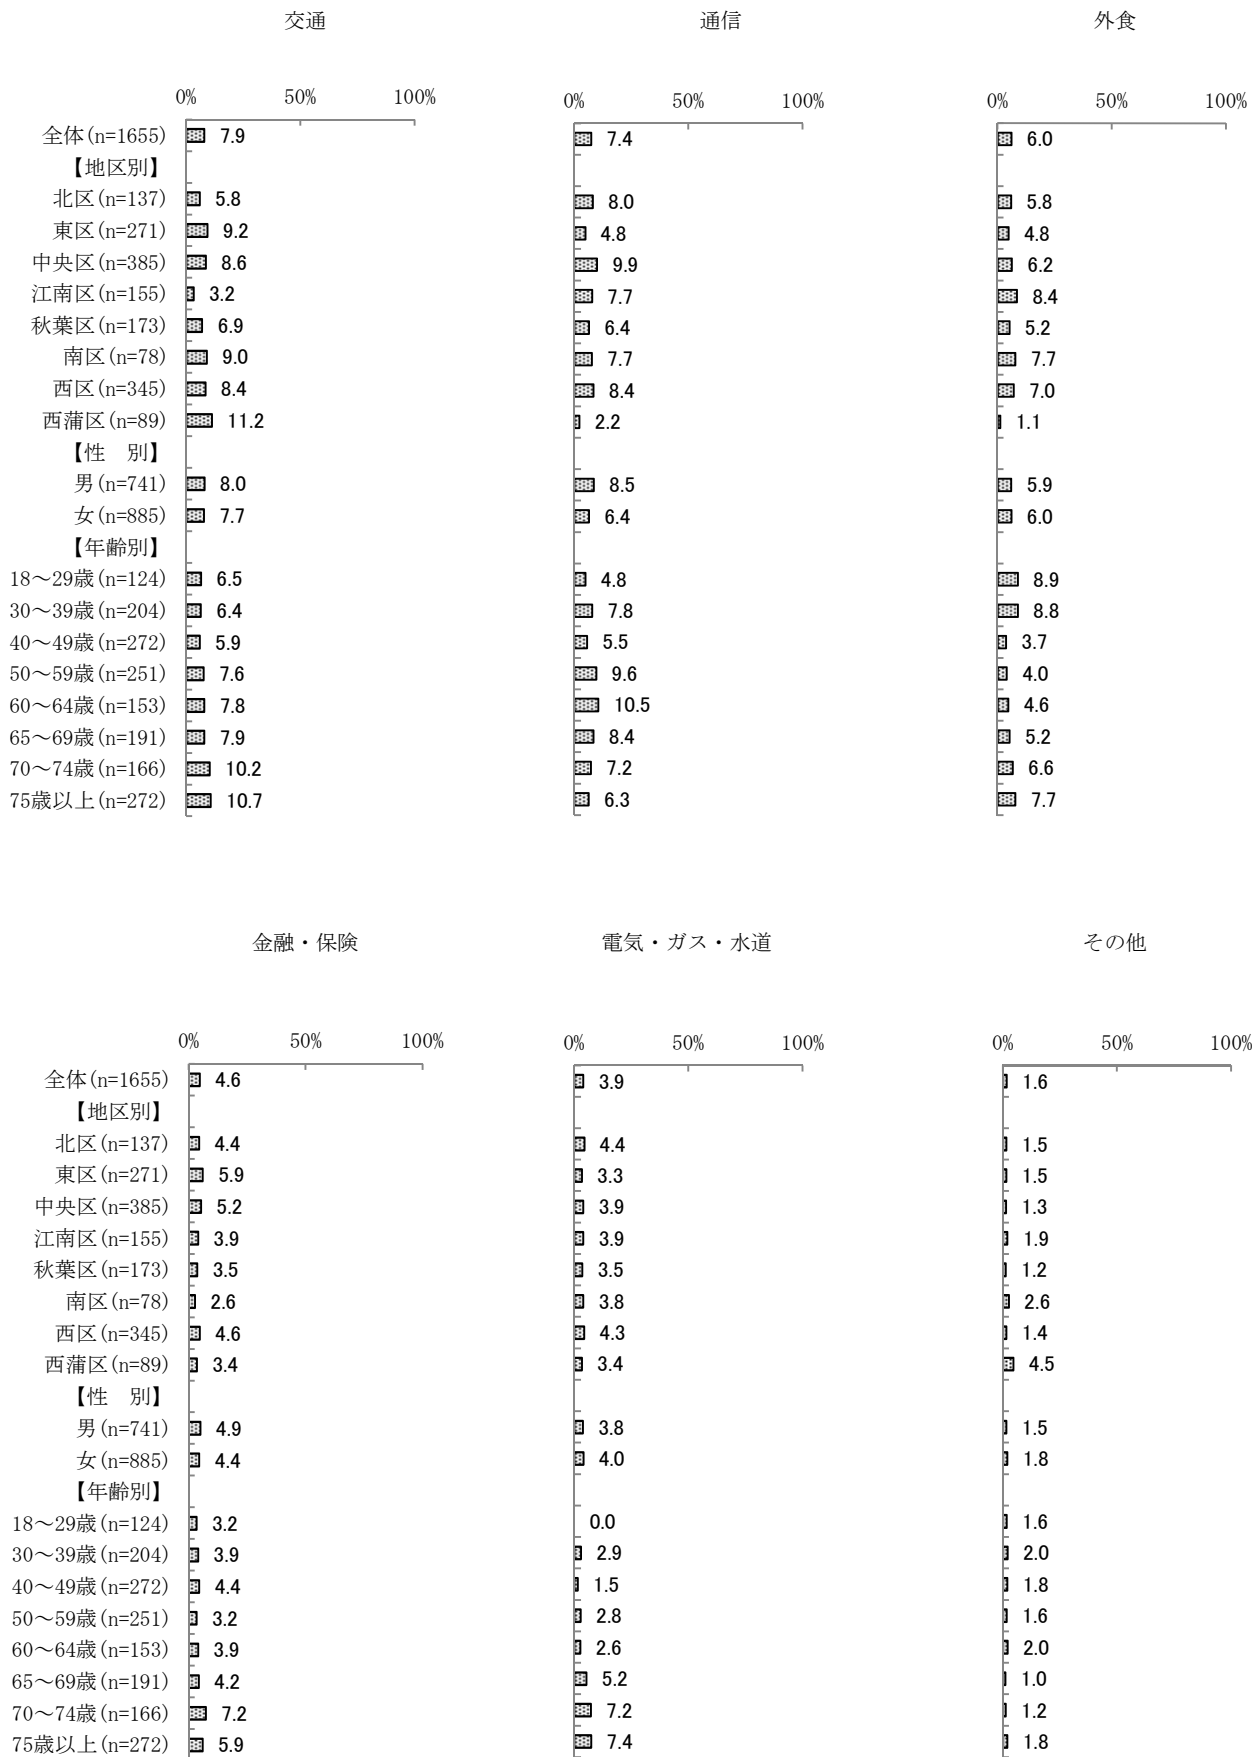 交通 通信 外食
0% 50% 100% 0% 50% 100% 0% 50% 100%
全体(n=1655) 7.9 7.4 6.0
【地区別】
北区(n=137) 5.8 8.0 5.8
東区(n=271) 9.2 4.8 4.8
中央区(n=385) 8.6 9.9 6.2
江南区(n=155) 3.2 7.7 8.4
秋葉区(n=173) 6.9 6.4 5.2
南区(n=78) 9.0 7.7 7.7
西区(n=345) 8.4 8.4 7.0
西蒲区(n=89) 11.2 2.2 1.1
【性　別】
男(n=741) 8.0 8.5 5.9
女(n=885) 7.7 6.4 6.0
【年齢別】
18～29歳(n=124) 6.5 4.8 8.9
30～39歳(n=204) 6.4 7.8 8.8
40～49歳(n=272) 5.9 5.5 3.7
50～59歳(n=251) 7.6 9.6 4.0
60～64歳(n=153) 7.8 10.5 4.6
65～69歳(n=191) 7.9 8.4 5.2
70～74歳(n=166) 10.2 7.2 6.6
75歳以上(n=272) 10.7 6.3 7.7
金融・保険 電気・ガス・水道 その他
0% 50% 100% 0% 50% 100% 0% 50% 100%
全体(n=1655) 4.6 3.9 1.6
【地区別】
北区(n=137) 4.4 4.4 1.5
東区(n=271) 5.9 3.3 1.5
中央区(n=385) 5.2 3.9 1.3
江南区(n=155) 3.9 3.9 1.9
秋葉区(n=173) 3.5 3.5 1.2
南区(n=78) 2.6 3.8 2.6
西区(n=345) 4.6 4.3 1.4
西蒲区(n=89) 3.4 3.4 4.5
【性　別】
男(n=741) 4.9 3.8 1.5
女(n=885) 4.4 4.0 1.8
【年齢別】
18～29歳(n=124) 3.2 0.0 1.6
30～39歳(n=204) 3.9 2.9 2.0
40～49歳(n=272) 4.4 1.5 1.8
50～59歳(n=251) 3.2 2.8 1.6
60～64歳(n=153) 3.9 2.6 2.0
65～69歳(n=191) 4.2 5.2 1.0
70～74歳(n=166) 7.2 7.2 1.2
75歳以上(n=272) 5.9 7.4 1.8